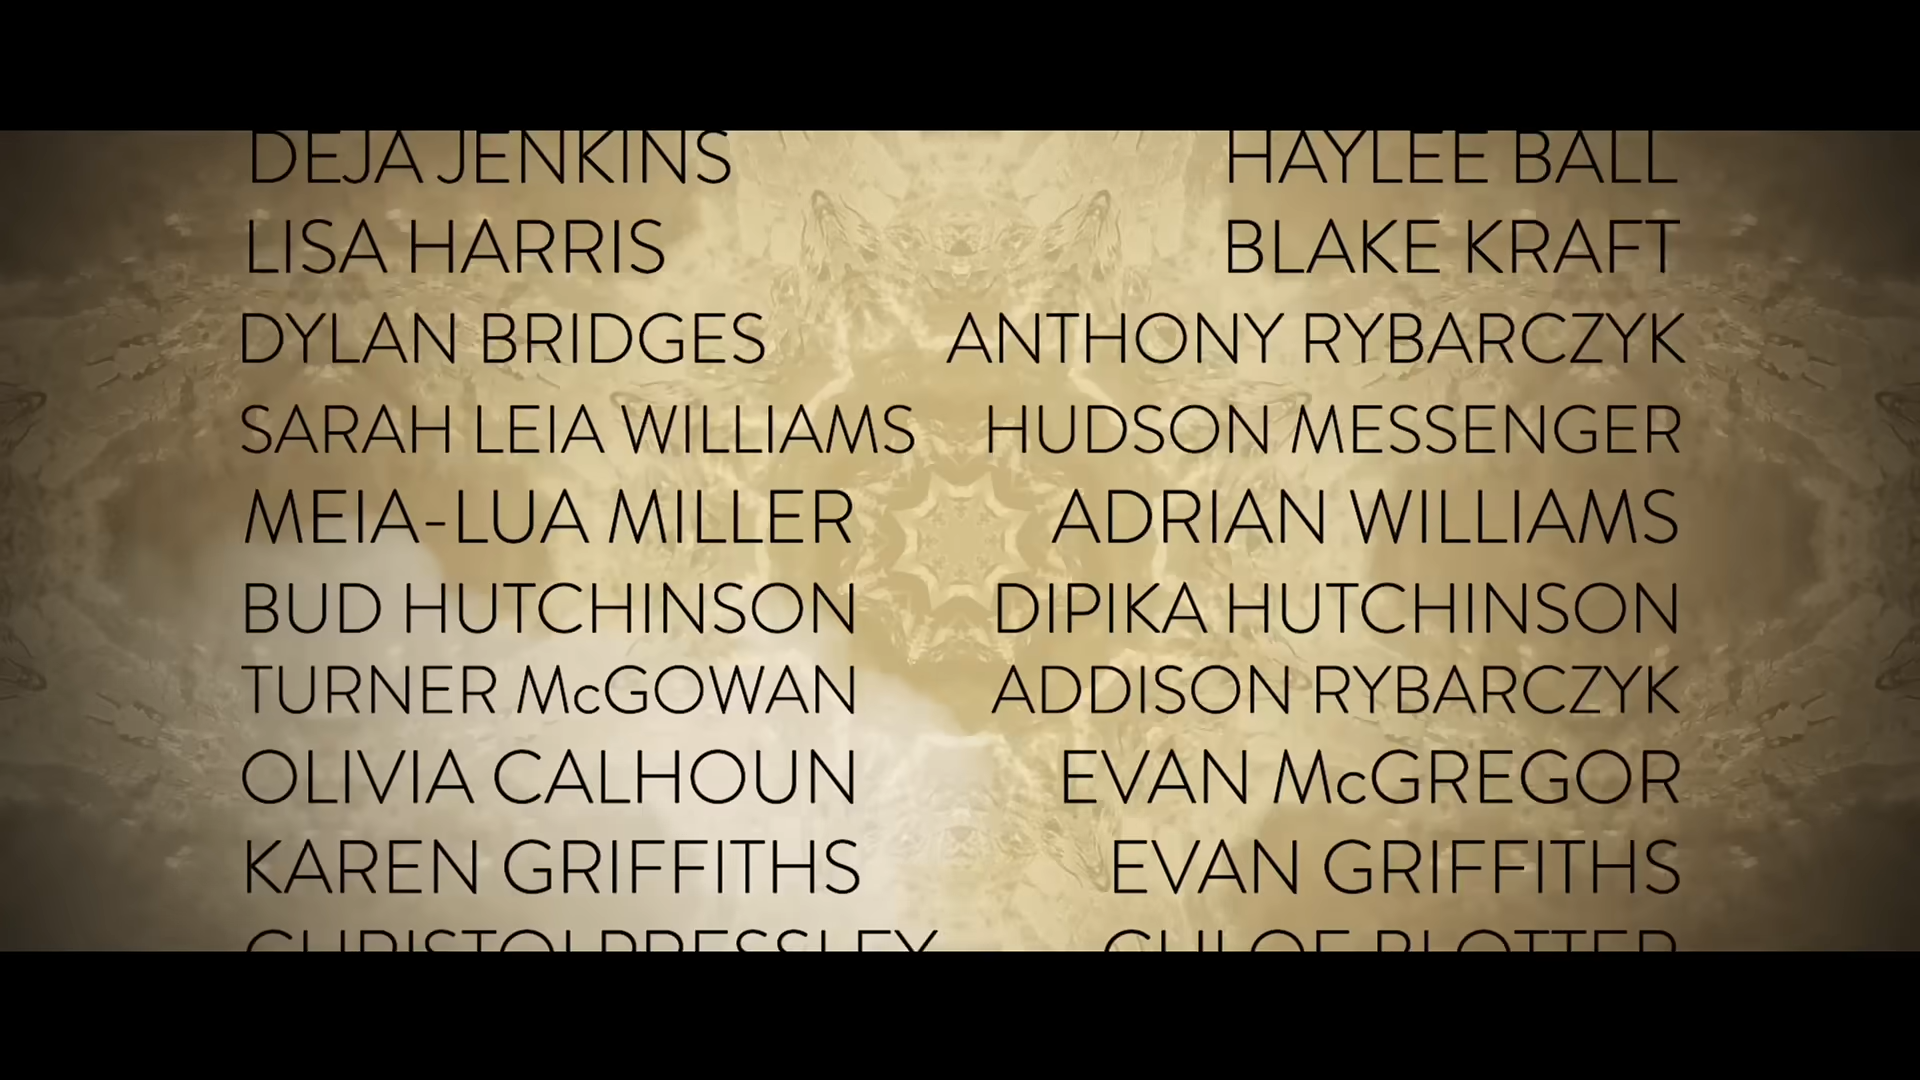 DEJA JENKINS HAYLEE BALL
LISA HARRIS BLAKE KRAFT
DYLAN BRIDGES ANTHONY RYBARCZYK
SARAH LEIA WILLIAMS HUDSON MESSENGER
MEIA-LUA MILLER ADRIAN WILLIAMS
BUD HUTCHINSON DIPIKA HUTCHINSON
TURNER McGOWAN ADDISON RYBARCZYK
OLIVIA CALHOUN EVAN McGREGOR
KAREN GRIFFITHS EVAN GRIFFITHS
PRESSLEY CHLOE